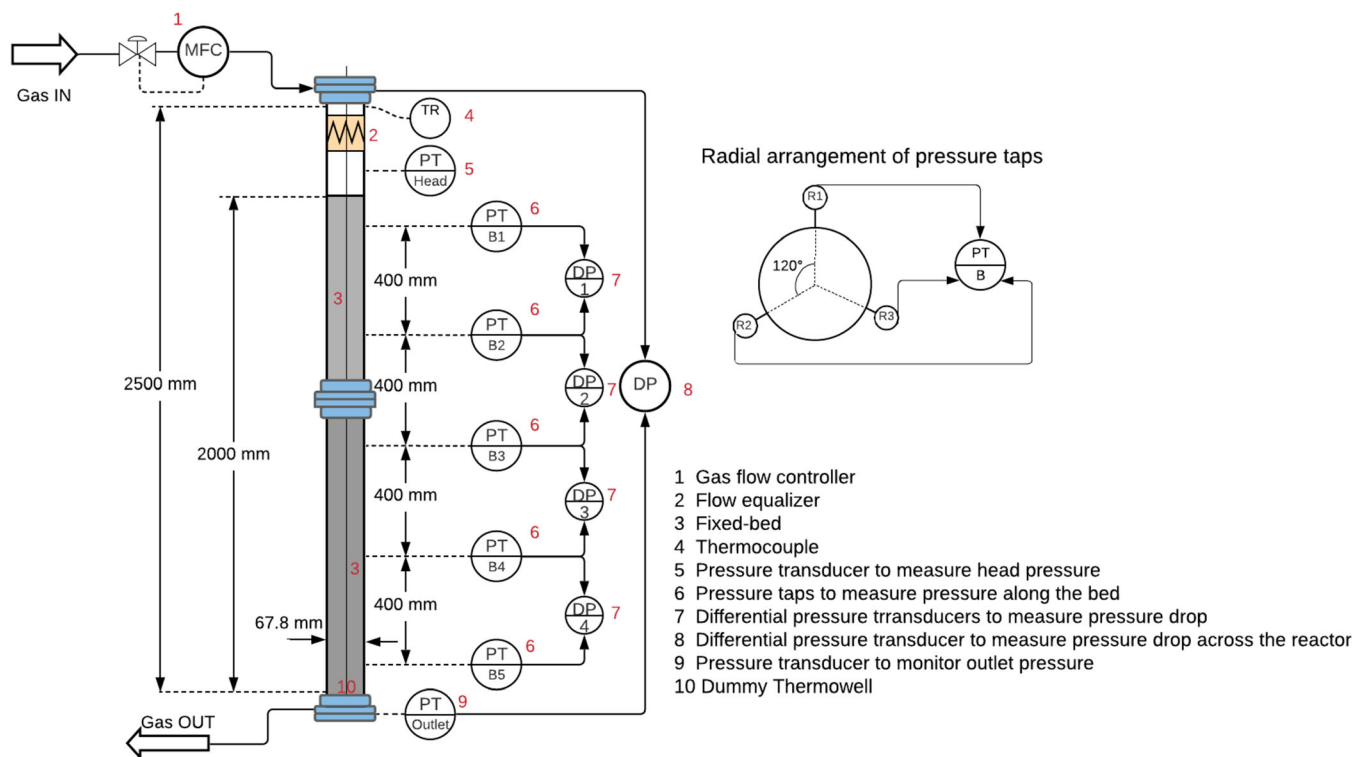 1
MFC
Gas IN
TR
4
2
PT
Head
5
Radial arrangement of pressure taps
R1
PT
B
120°
R2
R3
PT
B1
6
400 mm
DP
1
7
3
PT
B2
6
2500 mm
400 mm
DP
2
7
DP
8
2000 mm
PT
B3
6
400 mm
DP
3
7
PT
B4
6
3
400 mm
DP
4
7
67.8 mm
PT
B5
6
10
PT
Outlet
9
Gas OUT
1 Gas flow controller
2 Flow equalizer
3 Fixed-bed
4 Thermocouple
5 Pressure transducer to measure head pressure
6 Pressure taps to measure pressure along the bed
7 Differential pressure trransducers to measure pressure drop
8 Differential pressure transducer to measure pressure drop across the reactor
9 Pressure transducer to monitor outlet pressure
10 Dummy Thermowell